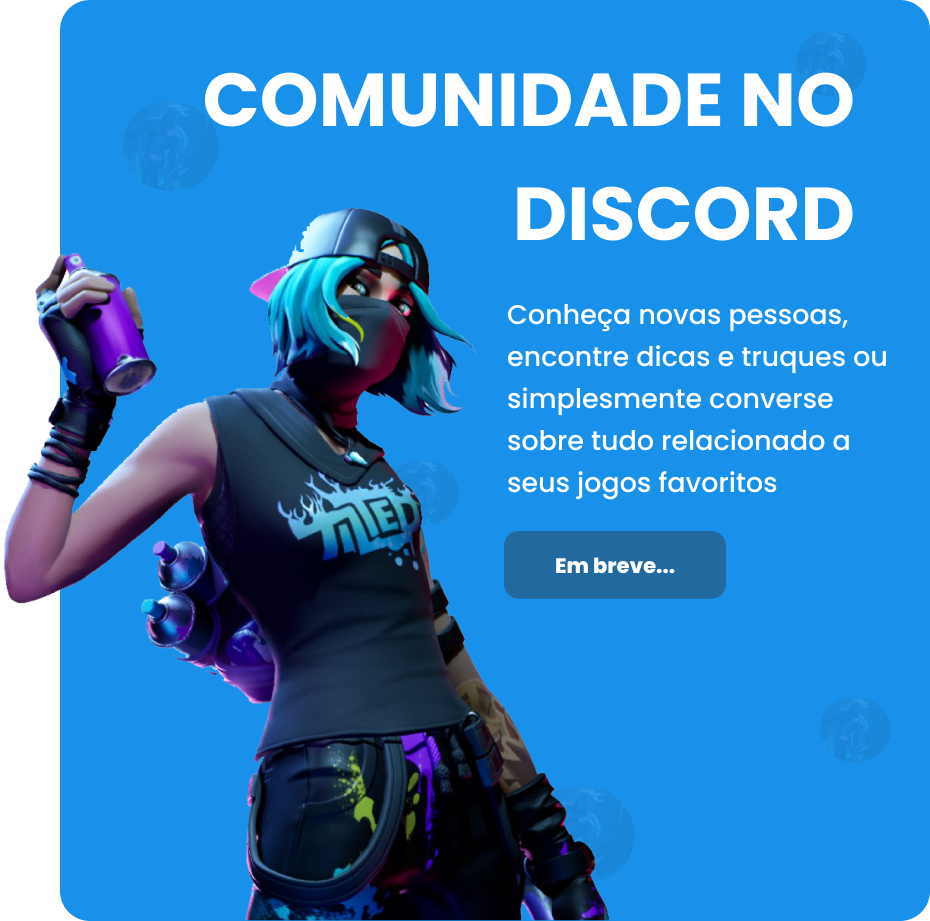 COMUNIDADE NO
DISCORD
Conheça novas pessoas,
encontre dicas e truques ou
simplesmente converse
sobre tudo relacionado a
seus jogos favoritos
TILTED
Em breve...